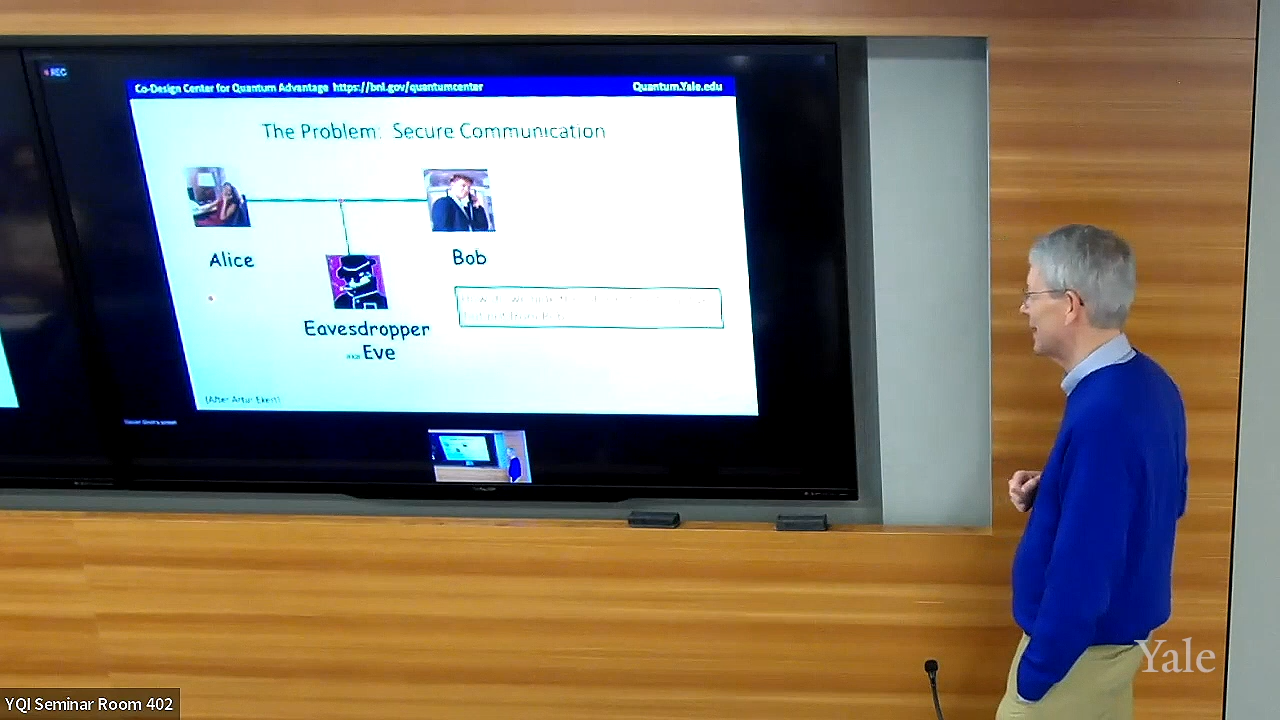 REC
Co-Design Center for Quantum Advantage https://bnl.gov/quantumcenter
Quantum.Yale.edu
The Problem: Secure Communication
Alice
Bob
Eavesdropper
aka Eve
(After Artur Ekert)
Yale
YQI Seminar Room 402